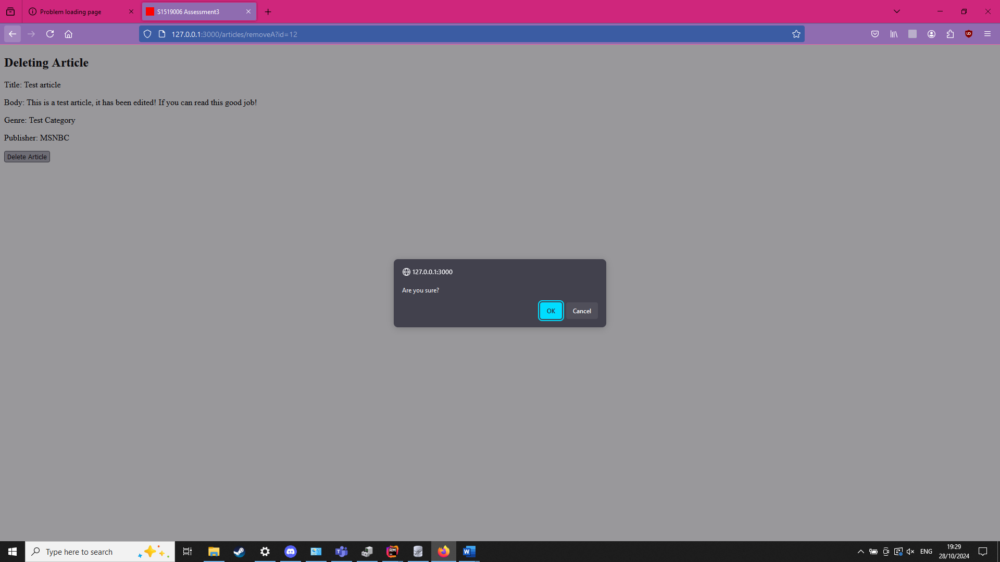 Problem loading page
S1519006 Assessment3
127.0.0.1:3000/articles/removeA?id=12
Deleting Article
Title: Test article
Body: This is a test article, it has been edited! If you can read this good job!
Genre: Test Category
Publisher: MSNBC
Delete Article
127.0.0.1:3000
Are you sure?
OK Cancel
Type here to search
RM
T
W
ENG
19:29
28/10/2024